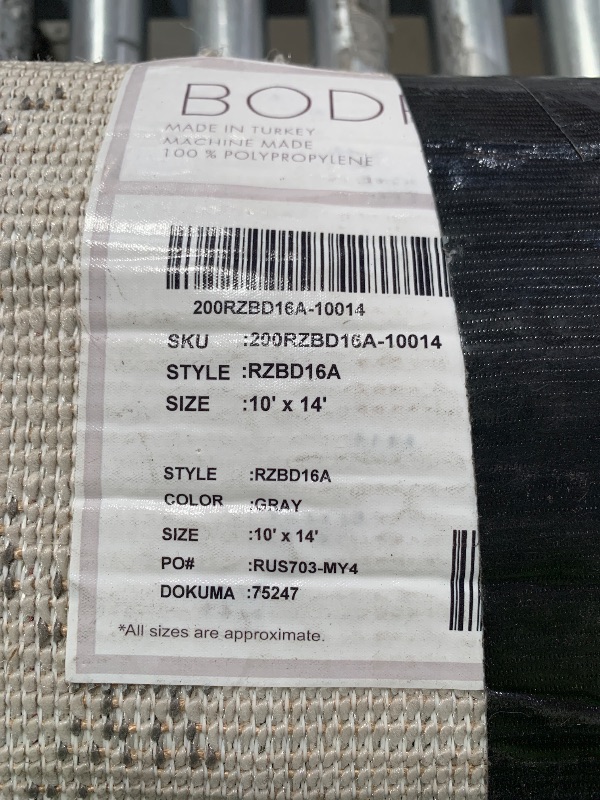 BODR
MADE IN TURKEY
MACHINE MADE
100 % POLYPROPYLENE
200RZBD16A-10014
SKU :200RZBD16A-10014
STYLE :RZBD16A
SIZE :10' x 14'
STYLE :RZBD16A
COLOR :GRAY
SIZE :10' x 14'
PO# :RUS703-MY4
DOKUMA :75247
*All sizes are approximate.